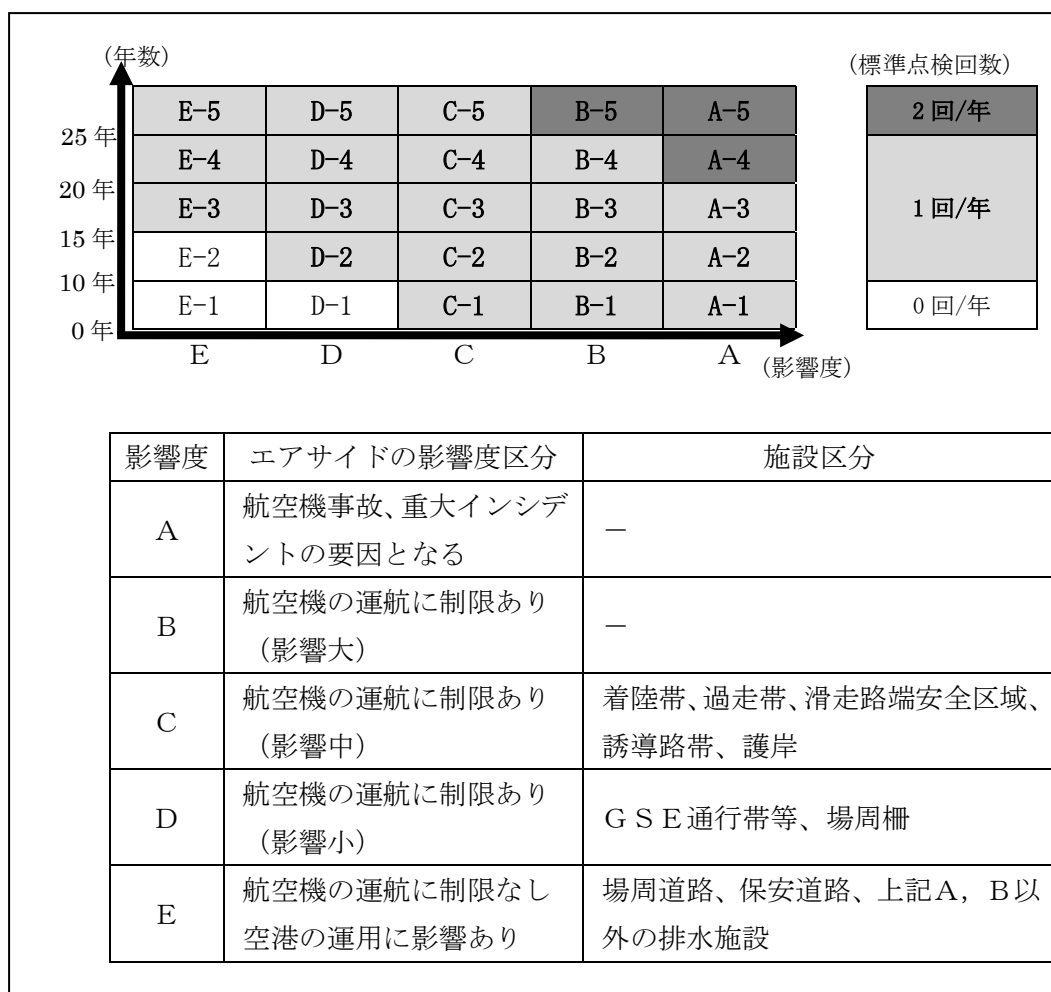 (年数)
(標準点検回数)
E-5 D-5 C-5 B-5 A-5 2回/年
25年
E-4 D-4 C-4 B-4 A-4
20年
E-3 D-3 C-3 B-3 A-3 1回/年
15年
E-2 D-2 C-2 B-2 A-2
10年
E-1 D-1 C-1 B-1 A-1 0回/年
0年
E D C B A (影響度)
影響度 エアサイドの影響度区分 施設区分
A
航空機事故、重大インシデ
ントの要因となる
－
B
航空機の運航に制限あり
(影響大)
－
C
航空機の運航に制限あり
(影響中)
着陸帯、過走帯、滑走路端安全区域、
誘導路帯、護岸
D
航空機の運航に制限あり
(影響小)
ＧＳＥ通行帯等、場周柵
E
航空機の運航に制限なし
空港の運用に影響あり
場周道路、保安道路、上記Ａ，Ｂ以
外の排水施設